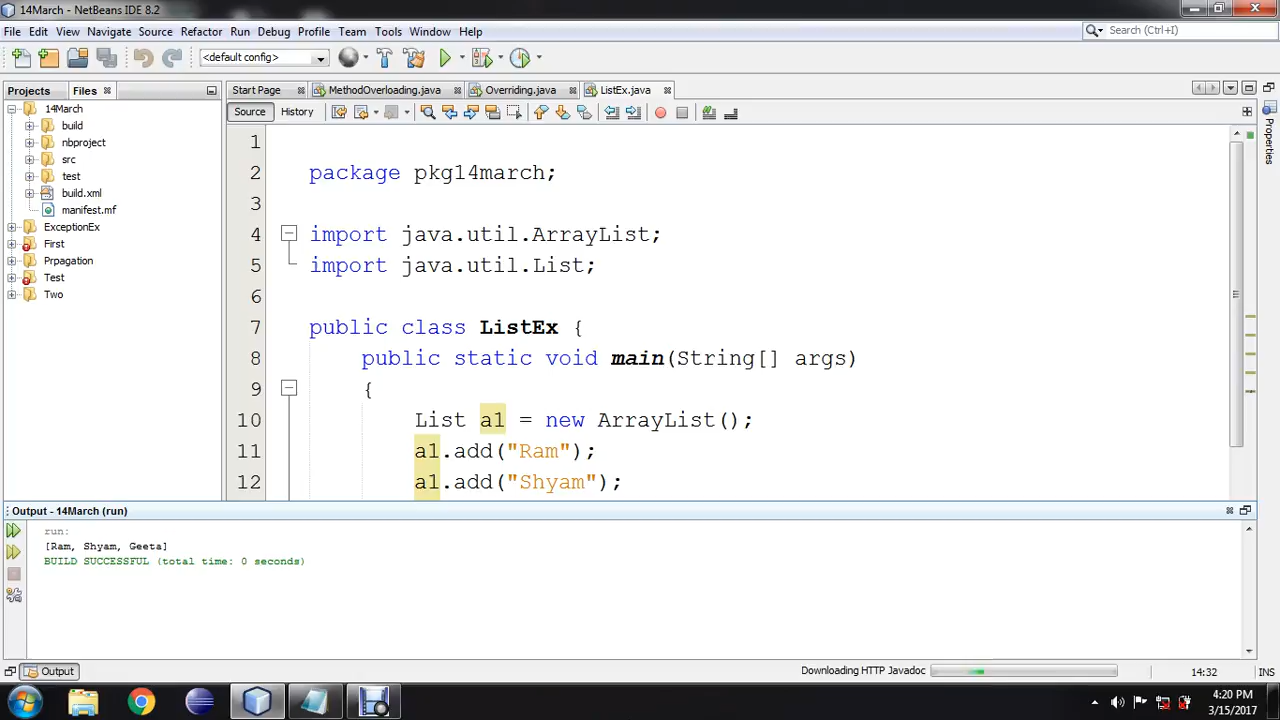 14March - NetBeans IDE 8.2
File Edit View Navigate Source Refactor Run Debug Profile Team Tools Window Help
Search (Ctrl+I)
<default config>
Projects Files
Start Page MethodOverloading.java Overriding.java ListEx.java
Source History
14March
build
nbproject
src
test
build.xml
manifest.mf
ExceptionEx
First
Prpagation
Test
Two
1
2 package pkg14march;
3
4 import java.util.ArrayList;
5 import java.util.List;
6
7 public class ListEx {
8 public static void main(String[] args)
9 {
10 List a1 = new ArrayList();
11 a1.add("Ram");
12 a1.add("Shyam");
Properties
Output - 14March (run)
run:
[Ram, Shyam, Geeta]
BUILD SUCCESSFUL (total time: 0 seconds)
Output
Downloading HTTP Javadoc
14:32 INS
4:20 PM
3/15/2017